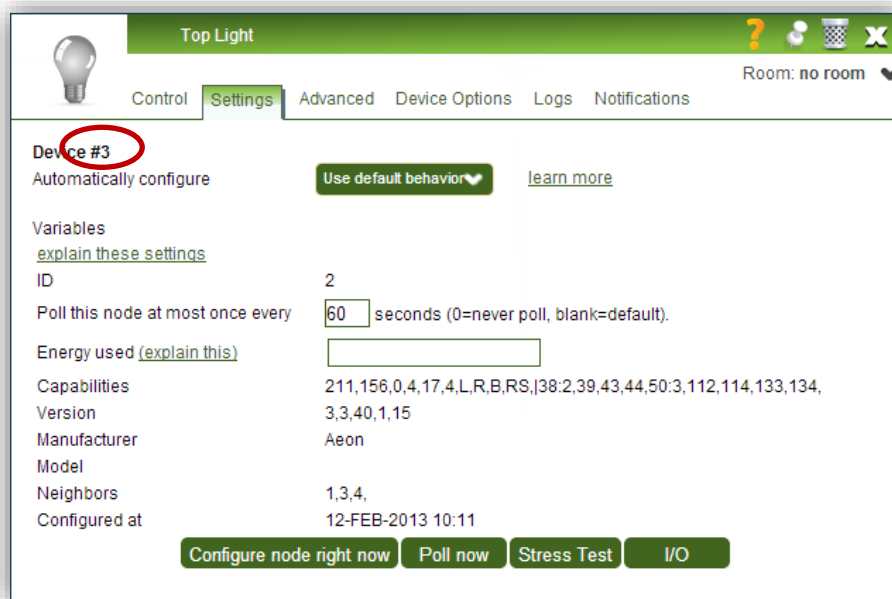 Top Light
Room: no room
Control Settings Advanced Device Options Logs Notifications
Device #3
Automatically configure Use default behavior learn more
Variables
explain these settings
ID 2
Poll this node at most once every 60 seconds (0=never poll, blank=default).
Energy used (explain this)
Capabilities 211,156,0,4,17,4,L,R,B,RS,|38:2,39,43,44,50:3,112,114,133,134,
Version 3,3,40,1,15
Manufacturer Aeon
Model
Neighbors 1,3,4,
Configured at 12-FEB-2013 10:11
Configure node right now Poll now Stress Test I/O